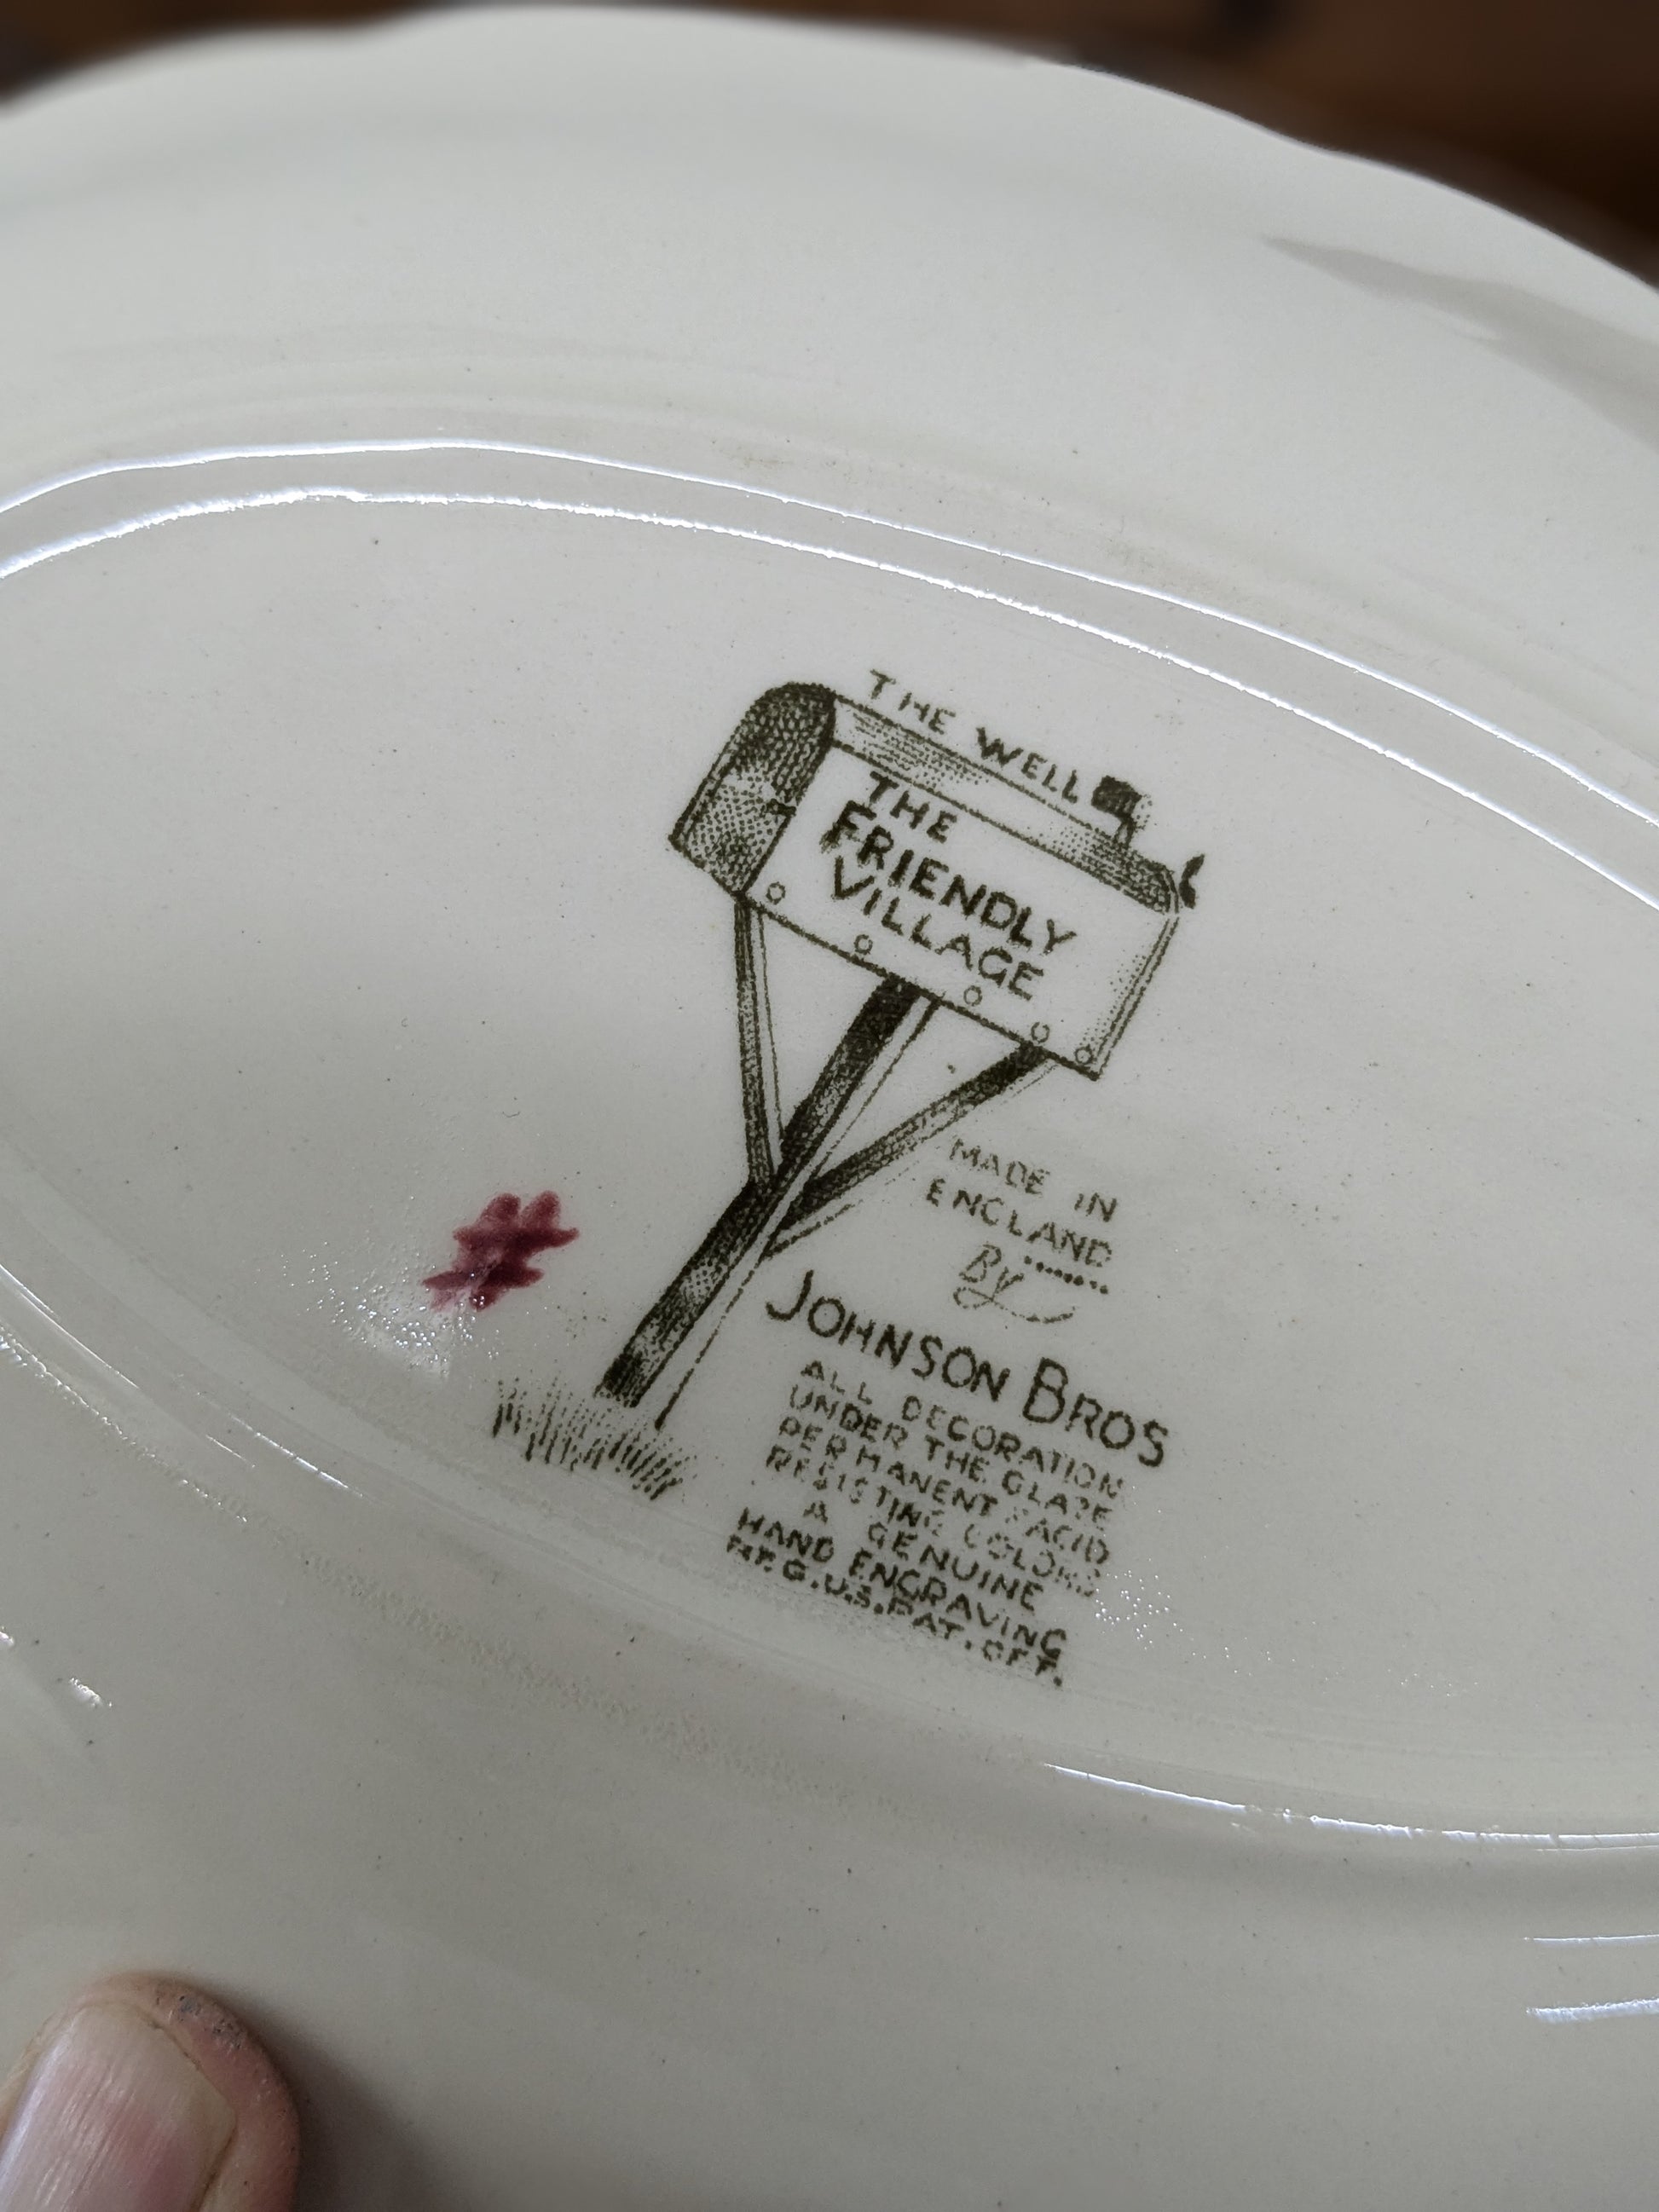 THE WELL
THE
FRIENDLY
VILLAGE
MADE IN
ENGLAND
By
JOHNSON BROS
ALL DECORATION
UNDER THE GLAZE
PERMANENT & ACID
RESISTING COLORS
A GENUINE
HAND ENGRAVING
REG.U.S.PAT.OFF.